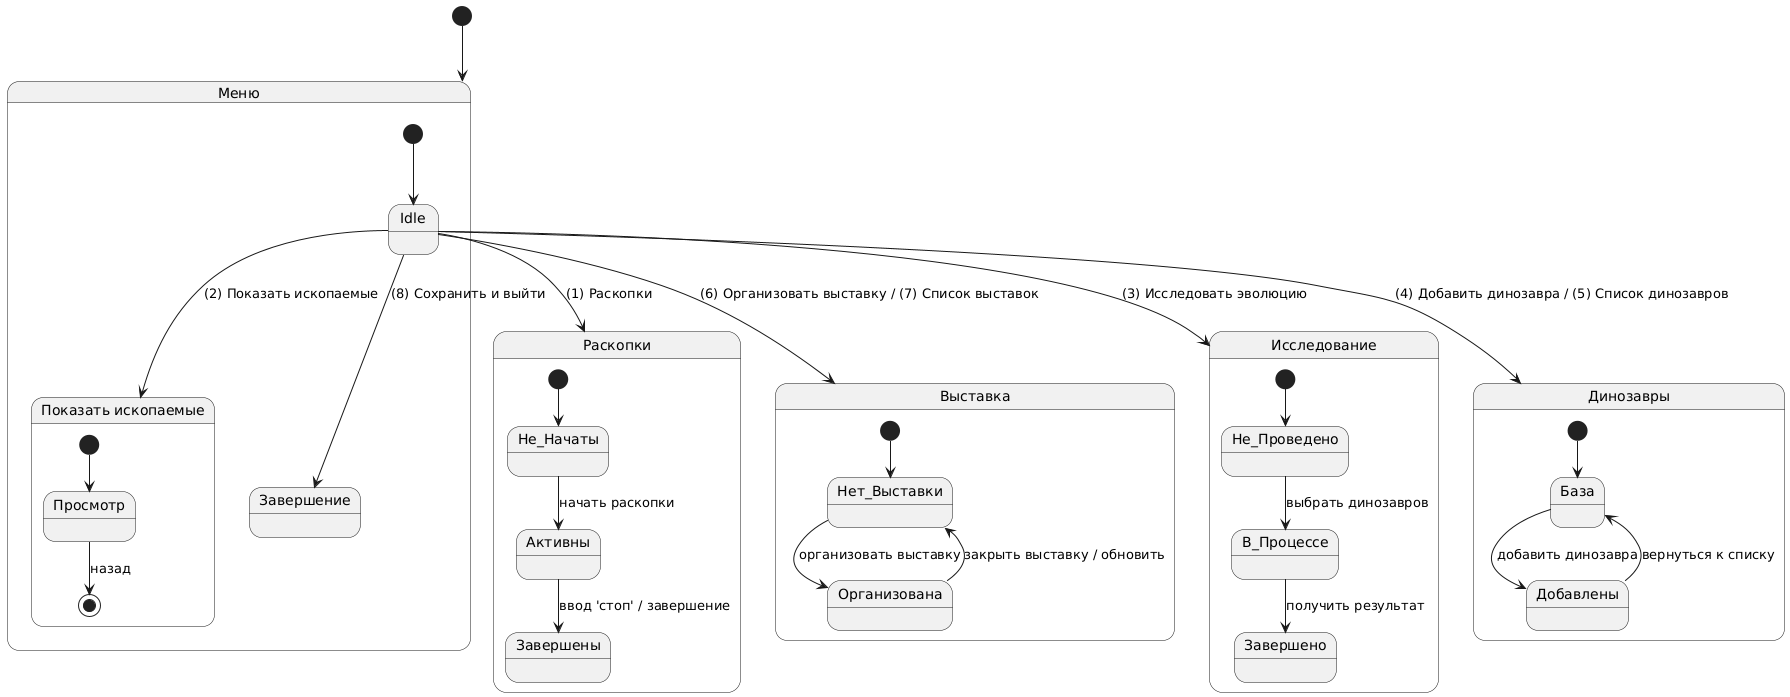 Меню
Idle
(2) Показать ископаемые
(8) Сохранить и выйти
(1) Раскопки
(6) Организовать выставку / (7) Список выставок
(3) Исследовать эволюцию
(4) Добавить динозавра / (5) Список динозавров
Показать ископаемые
Просмотр
назад
Завершение
Раскопки
Не_Начаты
начать раскопки
Активны
ввод 'стоп' / завершение
Завершены
Выставка
Нет_Выставки
организовать выставку
закрыть выставку / обновить
Организована
Исследование
Не_Проведено
выбрать динозавров
В_Процессе
получить результат
Завершено
Динозавры
База
добавить динозавра
вернуться к списку
Добавлены